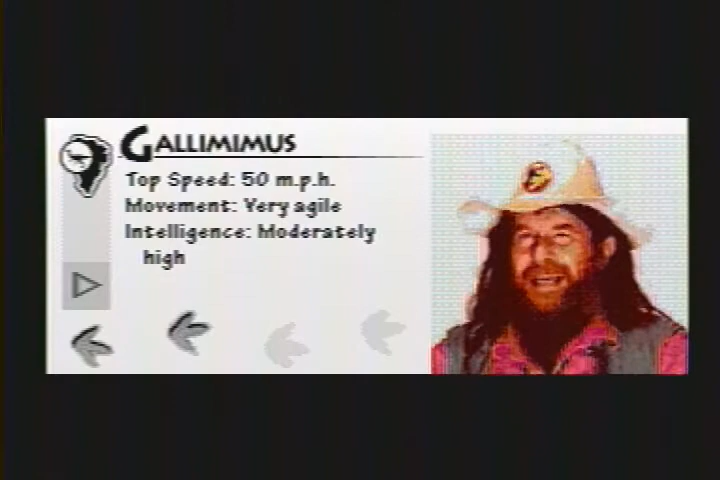 GALLIMIMUS
Top Speed: 50 m.p.h.
Movement: Very agile
Intelligence: Moderately
high